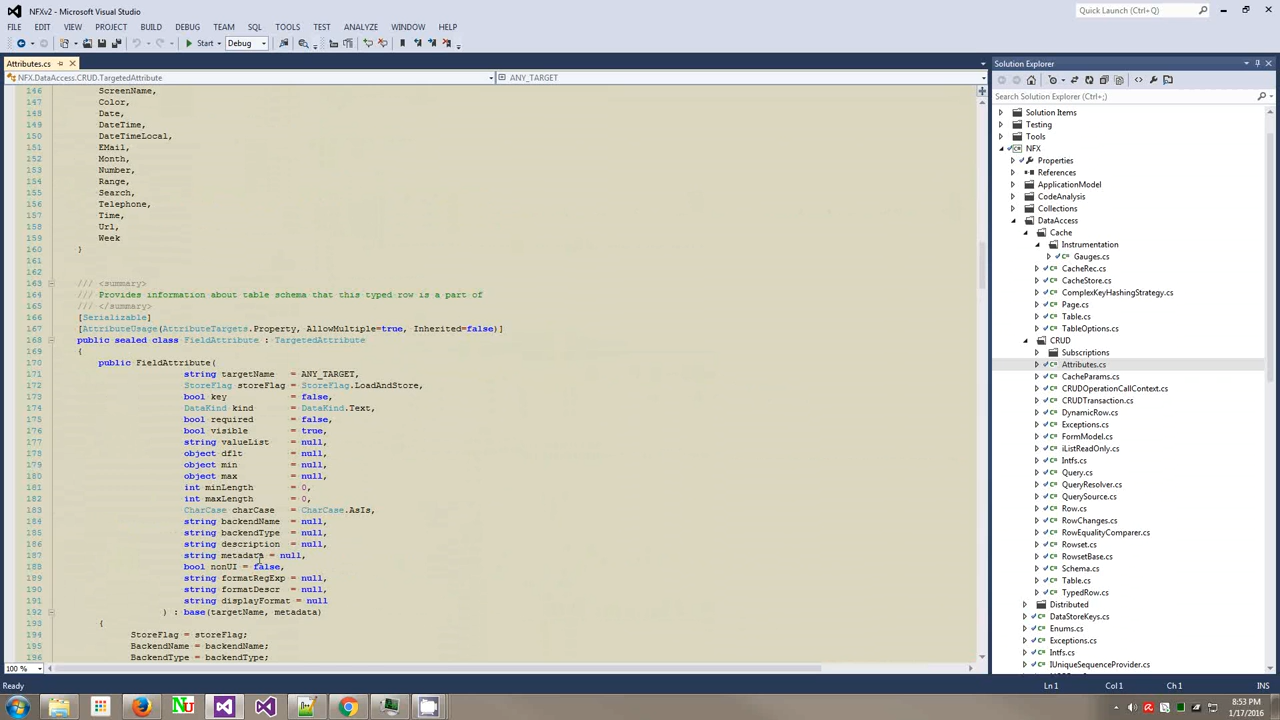 NFXv2 - Microsoft Visual Studio
Quick Launch (Ctrl+;)
FILE EDIT VIEW PROJECT BUILD DEBUG TEAM SQL TOOLS TEST ANALYZE WINDOW HELP
Start Debug
Attributes.cs
NFX.DataAccess.CRUD.TargetedAttribute ANY_TARGET
146 ScreenName,
147 Color,
148 Date,
149 DateTime,
150 DateTimeLocal,
151 EMail,
152 Month,
153 Number,
154 Range,
155 Search,
156 Telephone,
157 Time,
158 Url,
159 Week
160 }
161
162
163 /// <summary>
164 /// Provides information about table schema that this typed row is a part of
165 /// </summary>
166 [Serializable]
167 [AttributeUsage(AttributeTargets.Property, AllowMultiple=true, Inherited=false)]
168 public sealed class FieldAttribute : TargetedAttribute
169 {
170 public FieldAttribute(
171 string targetName = ANY_TARGET,
172 StoreFlag storeFlag = StoreFlag.LoadAndStore,
173 bool key = false,
174 DataKind kind = DataKind.Text,
175 bool required = false,
176 bool visible = true,
177 string valueList = null,
178 object dflt = null,
179 object min = null,
180 object max = null,
181 int minLength = 0,
182 int maxLength = 0,
183 CharCase charCase = CharCase.AsIs,
184 string backendName = null,
185 string backendType = null,
186 string description = null,
187 string metadata = null,
188 bool nonUI = false,
189 string formatRegExp = null,
190 string formatDescr = null,
191 string displayFormat = null
192 ) : base(targetName, metadata)
193 {
194 StoreFlag = storeFlag;
195 BackendName = backendName;
196 BackendType = backendType;
100 %
Solution Explorer
Search Solution Explorer (Ctrl+;)
Solution Items
Testing
Tools
NFX
Properties
References
ApplicationModel
CodeAnalysis
Collections
DataAccess
Cache
Instrumentation
Gauges.cs
CacheRec.cs
CacheStore.cs
ComplexKeyHashingStrategy.cs
Page.cs
Table.cs
TableOptions.cs
CRUD
Subscriptions
Attributes.cs
CacheParams.cs
CRUDOperationCallContext.cs
CRUDTransaction.cs
DynamicRow.cs
Exceptions.cs
FormModel.cs
iListReadOnly.cs
Intfs.cs
Query.cs
QueryResolver.cs
QuerySource.cs
Row.cs
RowChanges.cs
RowEqualityComparer.cs
Rowset.cs
RowsetBase.cs
Schema.cs
Table.cs
TypedRow.cs
Distributed
DataStoreKeys.cs
Enums.cs
Exceptions.cs
Intfs.cs
IUniqueSequenceProvider.cs
Ready Ln 1 Col 1 Ch 1 INS
8:53 PM
1/17/2016